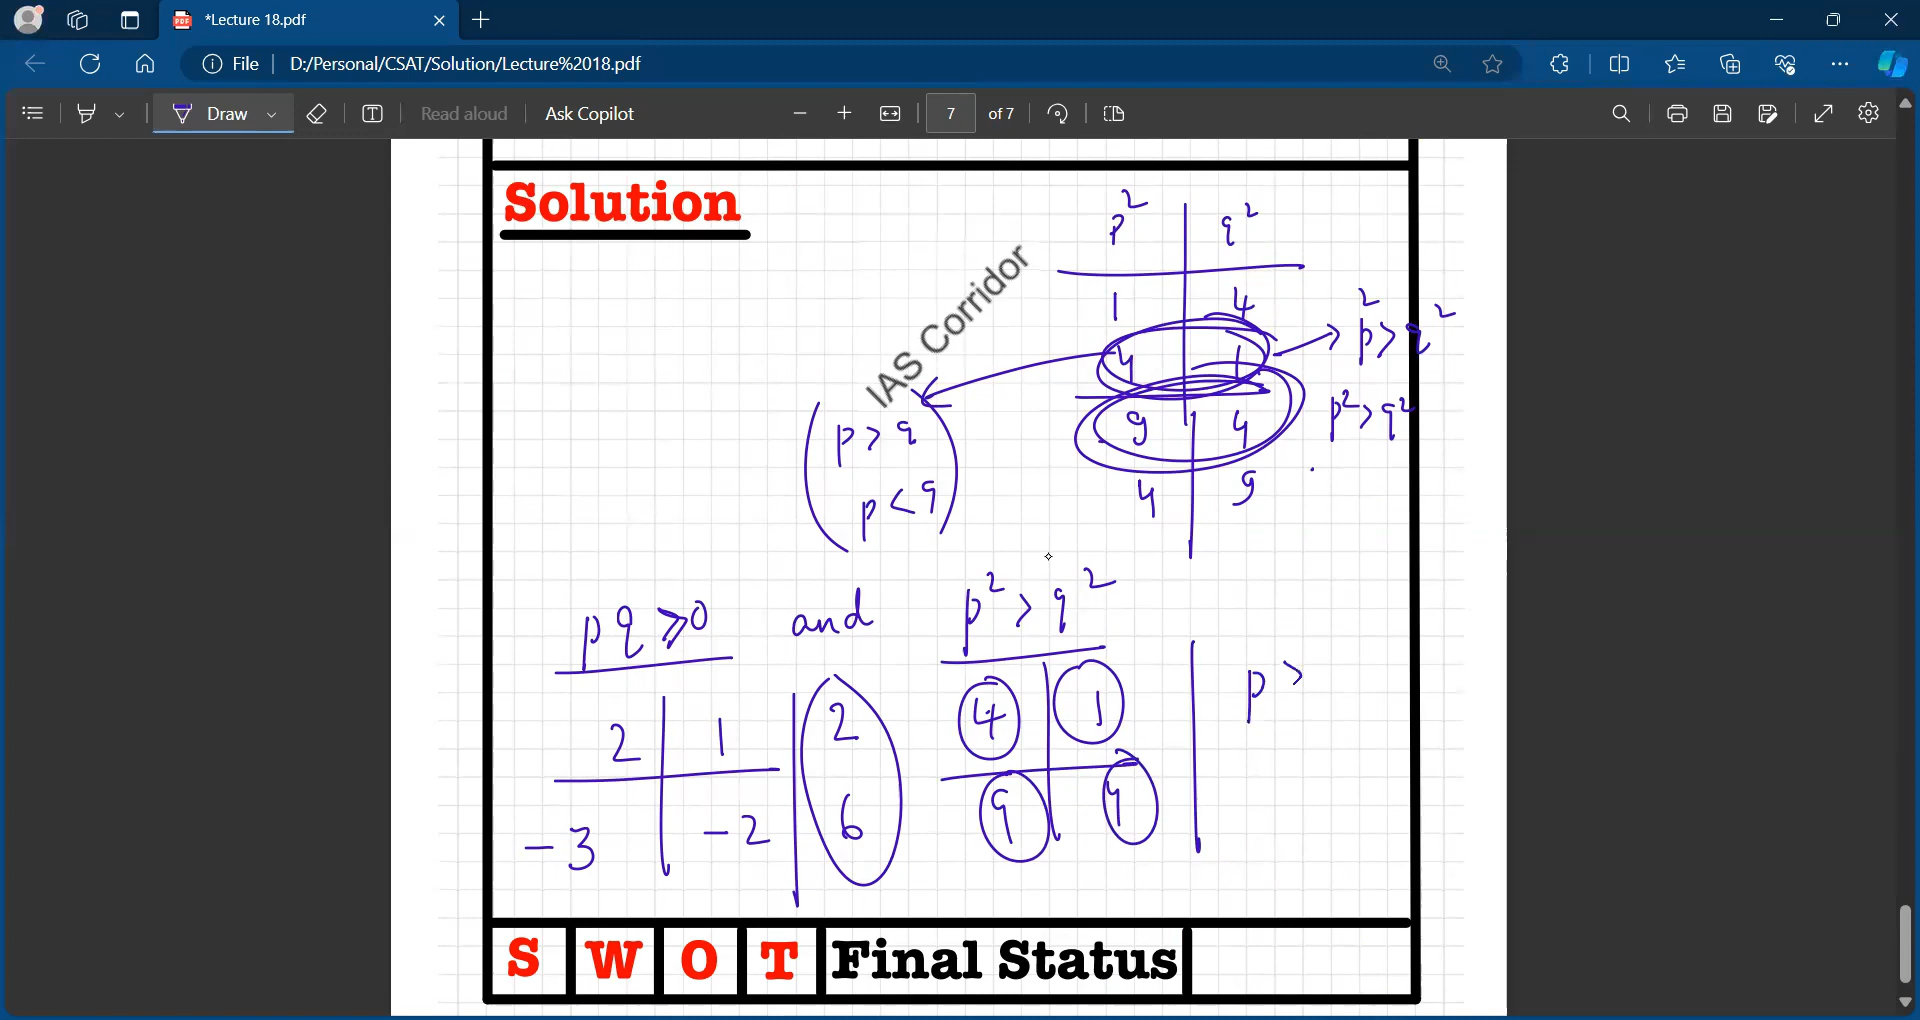 *Lecture 18.pdf
File
D:/Personal/CSAT/Solution/Lecture%2018.pdf
Draw
Read aloud
Ask Copilot
7 of 7
Solution
IAS Corridor
p² | q²
1 | 4
4 | 1 → p² > q²
9 | 4 p² > q²
4 | 9
p > q
p < q
pq ≥ 0 and p² > q²
2 | 1 | 2 4 | 1 | p >
-3 | -2 | 6 9 | 4
S W O T Final Status